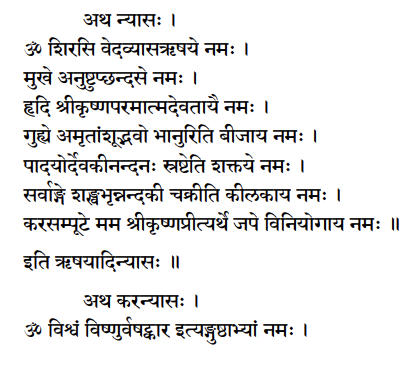 अथ न्यासः ।
ॐ शिरसि वेदव्यासऋषये नमः ।
मुखे अनुष्टुप्छन्दसे नमः ।
हृदि श्रीकृष्णपरमात्मदेवतायै नमः ।
गुह्ये अमृतांशूद्भवो भानुरिति बीजाय नमः ।
पादयोर्देवकीनन्दनः स्रष्टेति शक्तये नमः ।
सर्वाङ्गे शङ्खभृन्नन्दकी चक्रीति कीलकाय नमः ।
करसम्पूटे मम श्रीकृष्णप्रीत्यर्थे जपे विनियोगाय नमः ॥
इति ऋषयादिन्यासः ॥
अथ करन्यासः ।
ॐ विश्वं विष्णुर्वषट्कार इत्यङ्गुष्ठाभ्यां नमः ।